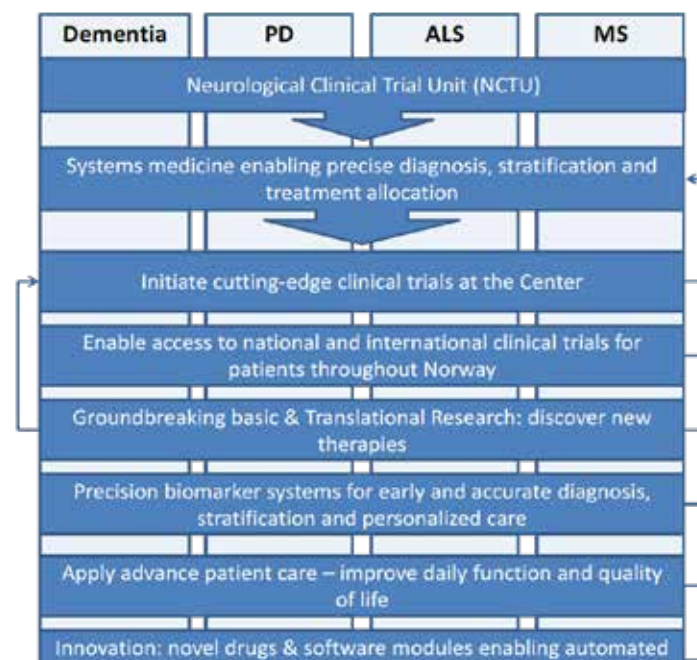 Dementia PD ALS MS
Neurological Clinical Trial Unit (NCTU)
Systems medicine enabling precise diagnosis, stratification and
treatment allocation
Initiate cutting-edge clinical trials at the Center
Enable access to national and international clinical trials for
patients throughout Norway
Groundbreaking basic & Translational Research: discover new
therapies
Precision biomarker systems for early and accurate diagnosis,
stratification and personalized care
Apply advance patient care – improve daily function and quality
of life
Innovation: novel drugs & software modules enabling automated